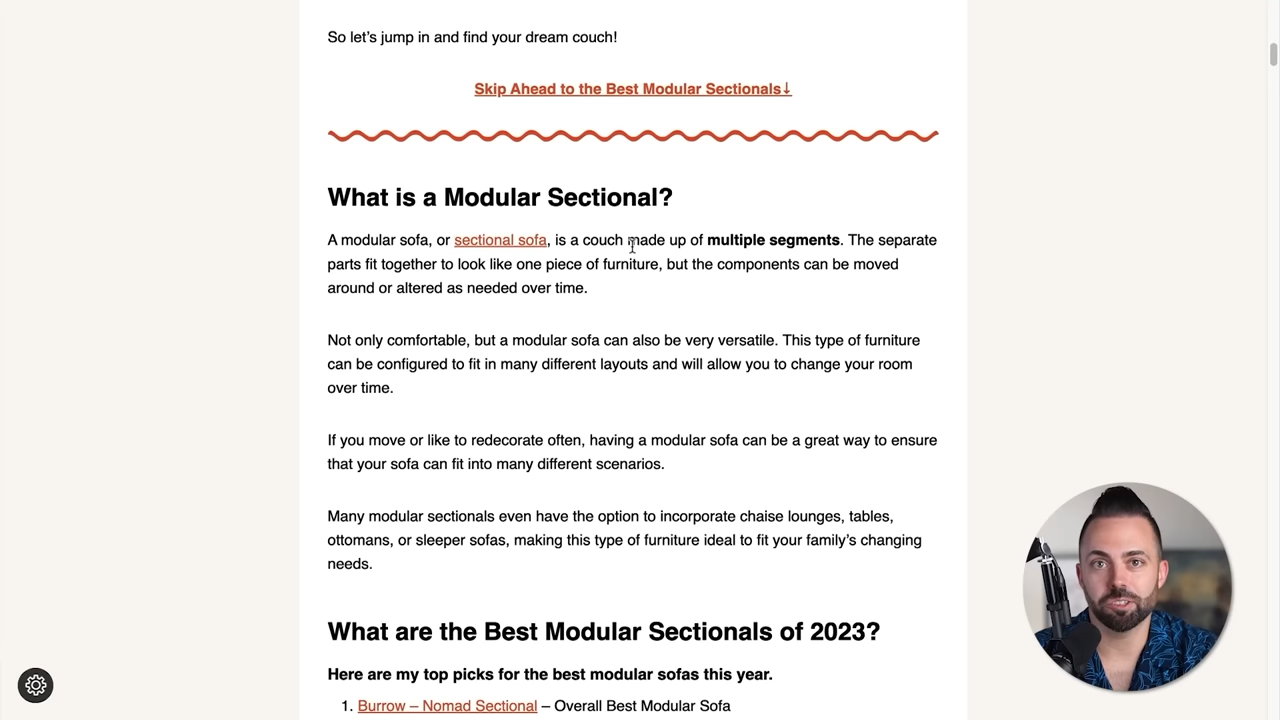 So let’s jump in and find your dream couch!
Skip Ahead to the Best Modular Sectionals↓
What is a Modular Sectional?
A modular sofa, or sectional sofa, is a couch made up of multiple segments. The separate
parts fit together to look like one piece of furniture, but the components can be moved
around or altered as needed over time.
Not only comfortable, but a modular sofa can also be very versatile. This type of furniture
can be configured to fit in many different layouts and will allow you to change your room
over time.
If you move or like to redecorate often, having a modular sofa can be a great way to ensure
that your sofa can fit into many different scenarios.
Many modular sectionals even have the option to incorporate chaise lounges, tables,
ottomans, or sleeper sofas, making this type of furniture ideal to fit your family’s changing
needs.
What are the Best Modular Sectionals of 2023?
Here are my top picks for the best modular sofas this year.
1. Burrow – Nomad Sectional – Overall Best Modular Sofa